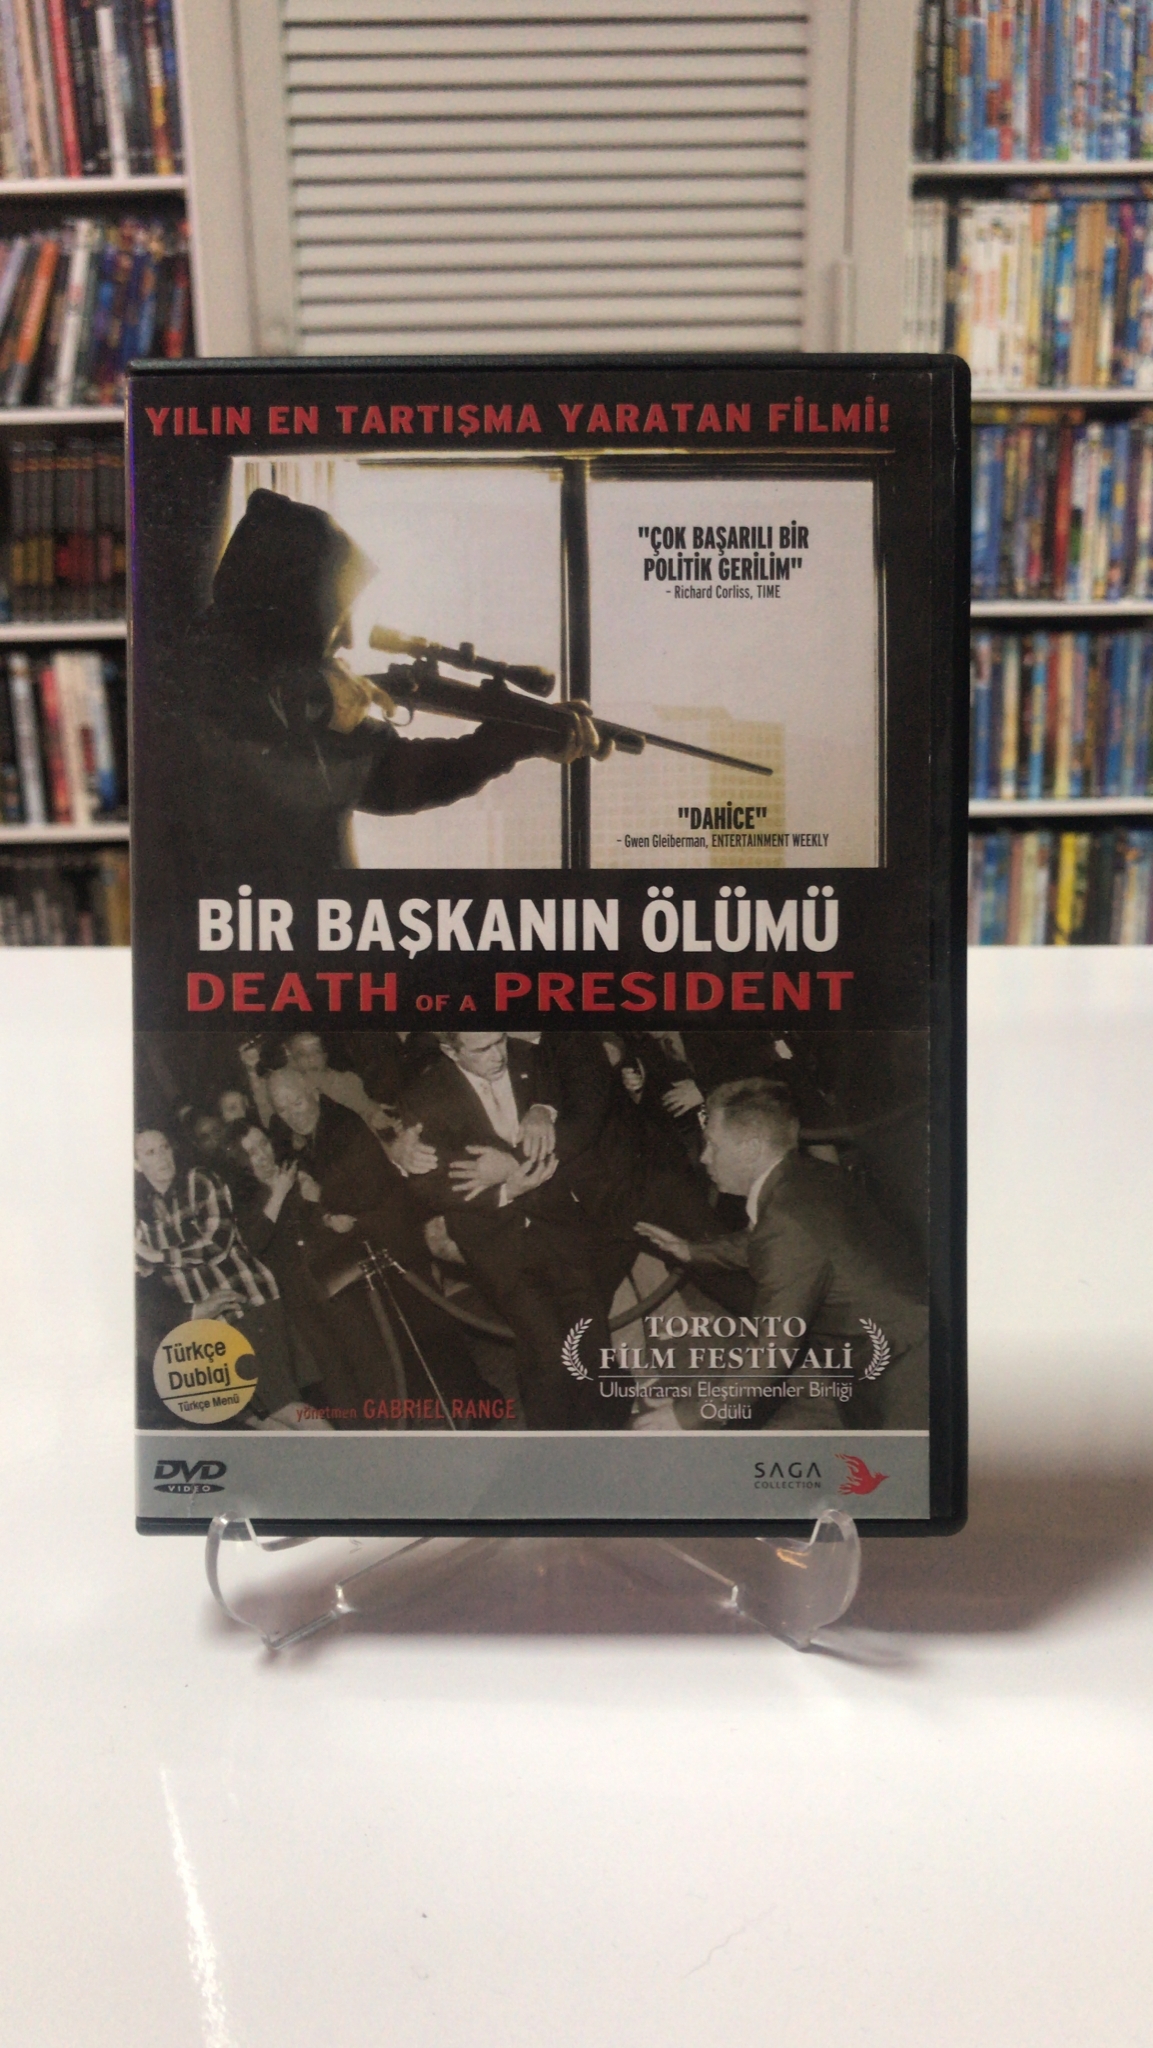 YILIN EN TARTIŞMA YARATAN FİLMİ!
"ÇOK BAŞARILI BİR
POLİTİK GERİLİM"
- Richard Corliss, TIME
"DAHİCE"
- Gwen Gleiberman, ENTERTAINMENT WEEKLY
BİR BAŞKANIN ÖLÜMÜ
DEATH OF A PRESIDENT
TORONTO
FİLM FESTİVALİ
Uluslararası Eleştirmenler Birliği
Ödülü
Türkçe
Dublaj
Türkçe Menü
yönetmen GABRIEL RANGE
DVD
VIDEO
SAGA
COLLECTION